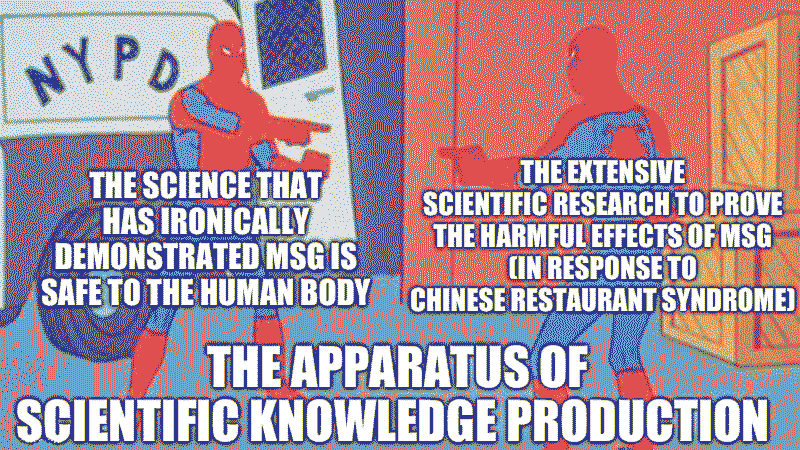 NYPD
THE SCIENCE THAT
HAS IRONICALLY
DEMONSTRATED MSG IS
SAFE TO THE HUMAN BODY
THE EXTENSIVE
SCIENTIFIC RESEARCH TO PROVE
THE HARMFUL EFFECTS OF MSG
(IN RESPONSE TO
CHINESE RESTAURANT SYNDROME)
THE APPARATUS OF
SCIENTIFIC KNOWLEDGE PRODUCTION